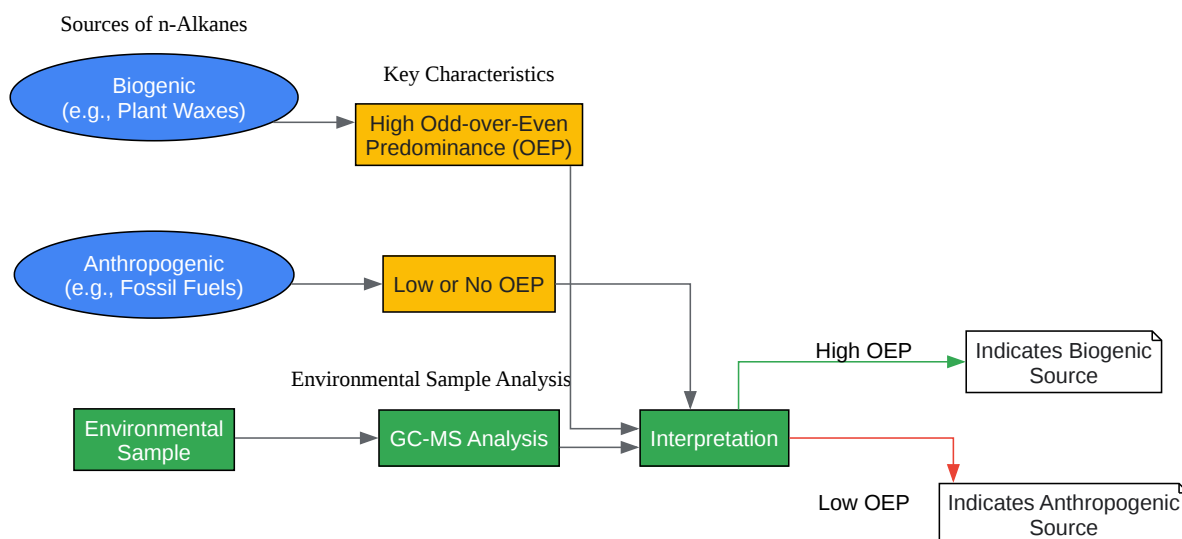 Sources of n-Alkanes
Biogenic
(e.g., Plant Waxes)
Key Characteristics
High Odd-over-Even
Predominance (OEP)
Anthropogenic
(e.g., Fossil Fuels)
Low or No OEP
Environmental Sample Analysis
Environmental
Sample
GC-MS Analysis
Interpretation
High OEP
Indicates Biogenic
Source
Low OEP
Indicates Anthropogenic
Source